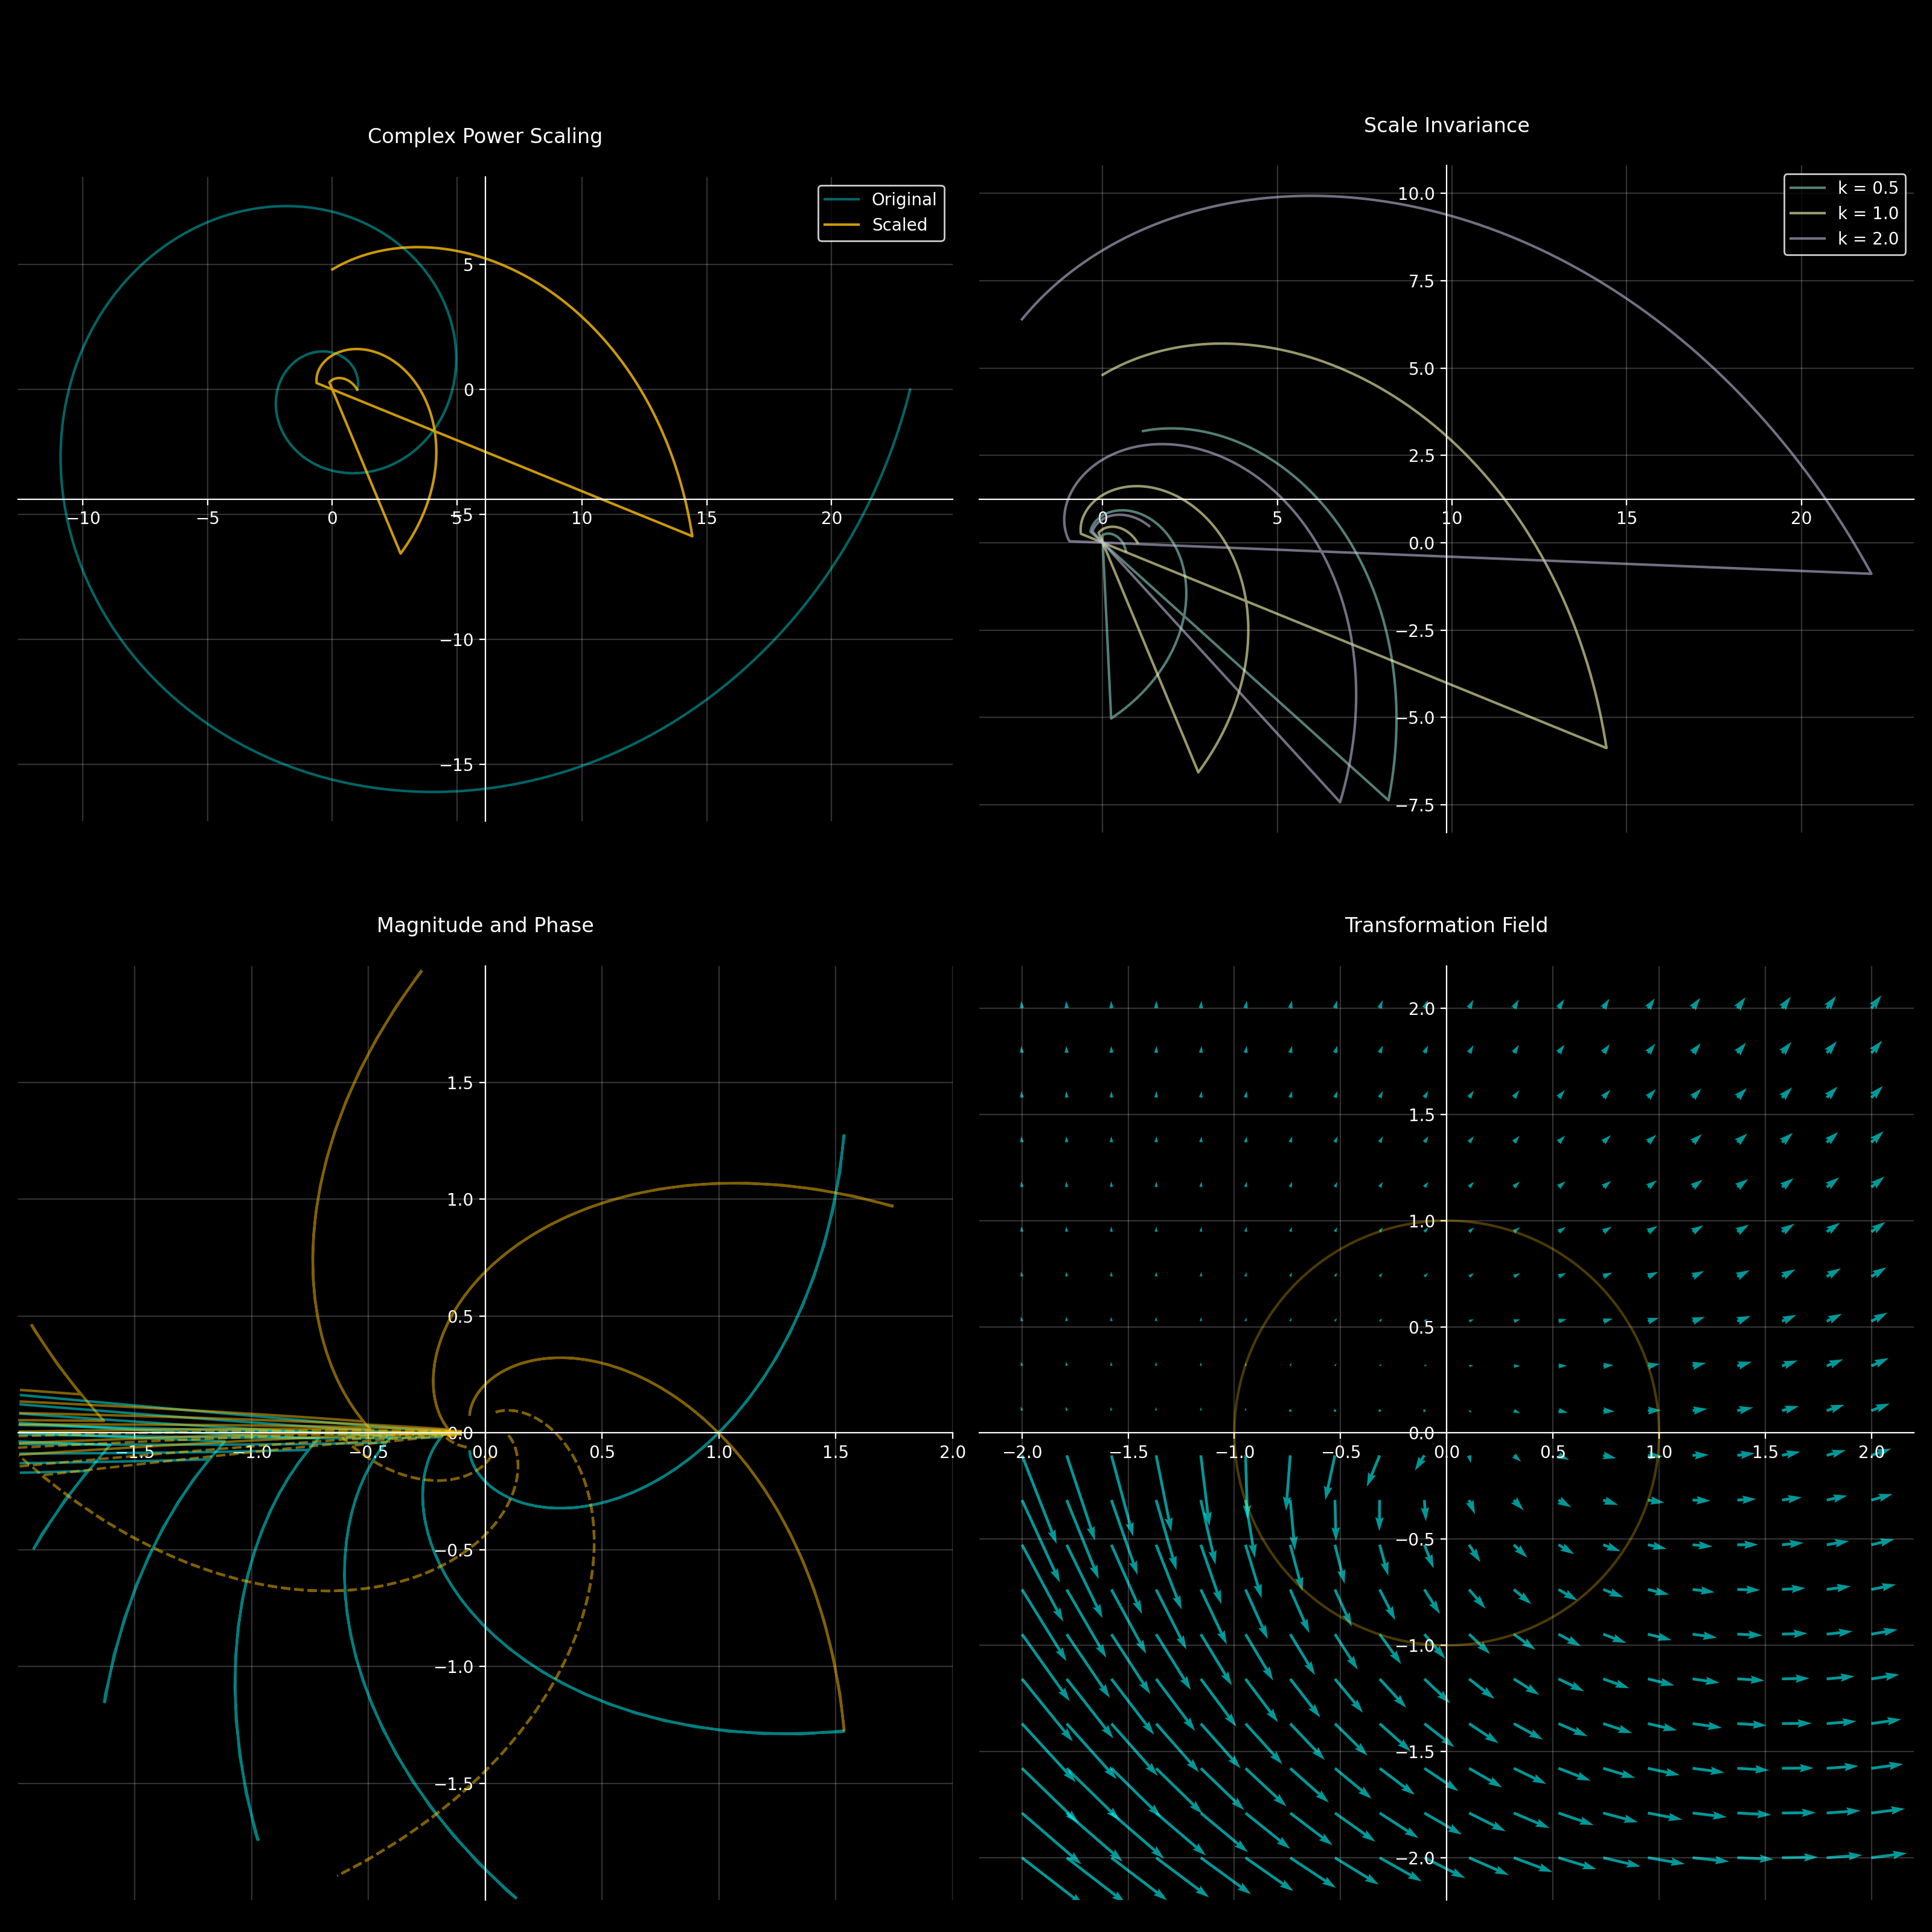 Complex Power Scaling
Original
Scaled
5
0
−10 −5 0 5 10 15 20
−5
−10
−15
Scale Invariance
k = 0.5
k = 1.0
k = 2.0
10.0
7.5
5.0
2.5
0 5 10 15 20
0.0
−2.5
−5.0
−7.5
Magnitude and Phase
1.5
1.0
0.5
0.0
−1.5 −1.0 −0.5 0.0 0.5 1.0 1.5 2.0
−0.5
−1.0
−1.5
Transformation Field
2.0
1.5
1.0
0.5
0.0
−2.0 −1.5 −1.0 −0.5 0.0 0.5 1.0 1.5 2.0
−0.5
−1.0
−1.5
−2.0